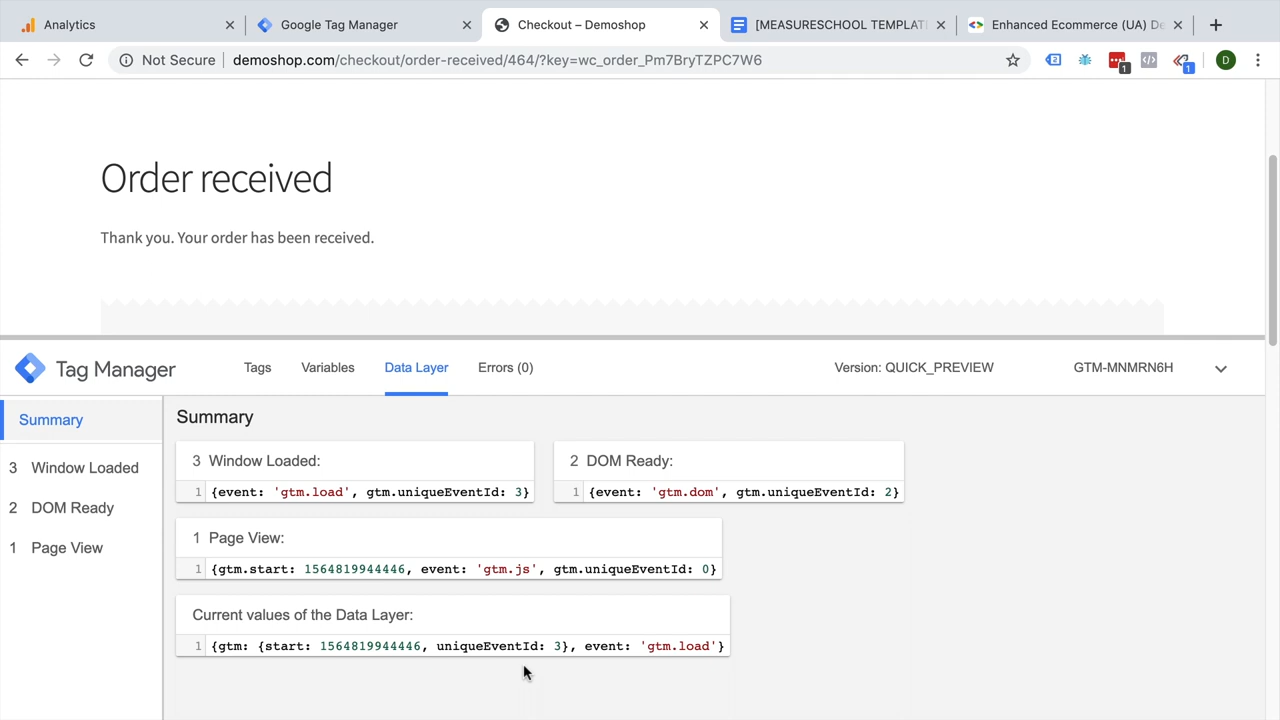 Analytics
Google Tag Manager
Checkout – Demoshop
[MEASURESCHOOL TEMPLAT
Enhanced Ecommerce (UA) De
Not Secure
demoshop.com/checkout/order-received/464/?key=wc_order_Pm7BryTZPC7W6
2
1
1
D
Order received
Thank you. Your order has been received.
Tag Manager
Tags
Variables
Data Layer
Errors (0)
Version: QUICK_PREVIEW
GTM-MNMRN6H
Summary
3 Window Loaded
2 DOM Ready
1 Page View
Summary
3 Window Loaded:
1 {event: 'gtm.load', gtm.uniqueEventId: 3}
2 DOM Ready:
1 {event: 'gtm.dom', gtm.uniqueEventId: 2}
1 Page View:
1 {gtm.start: 1564819944446, event: 'gtm.js', gtm.uniqueEventId: 0}
Current values of the Data Layer:
1 {gtm: {start: 1564819944446, uniqueEventId: 3}, event: 'gtm.load'}